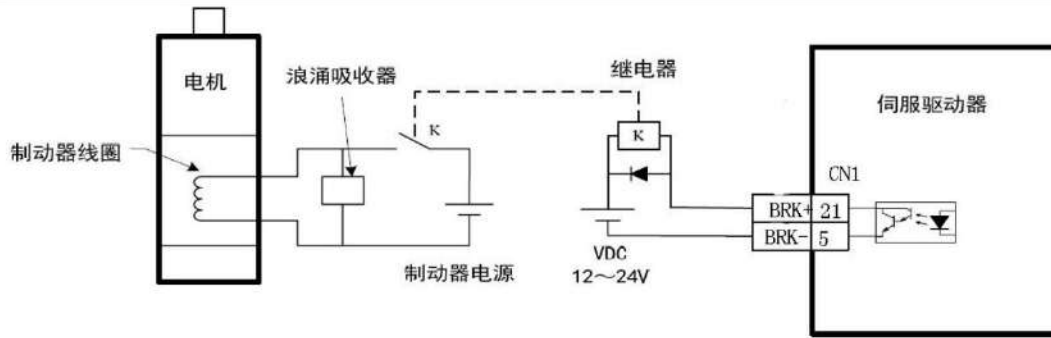 电机
浪涌吸收器
继电器
伺服驱动器
制动器线圈
K
K
CN1
BRK+ 21
BRK- 5
制动器电源
VDC
12～24V